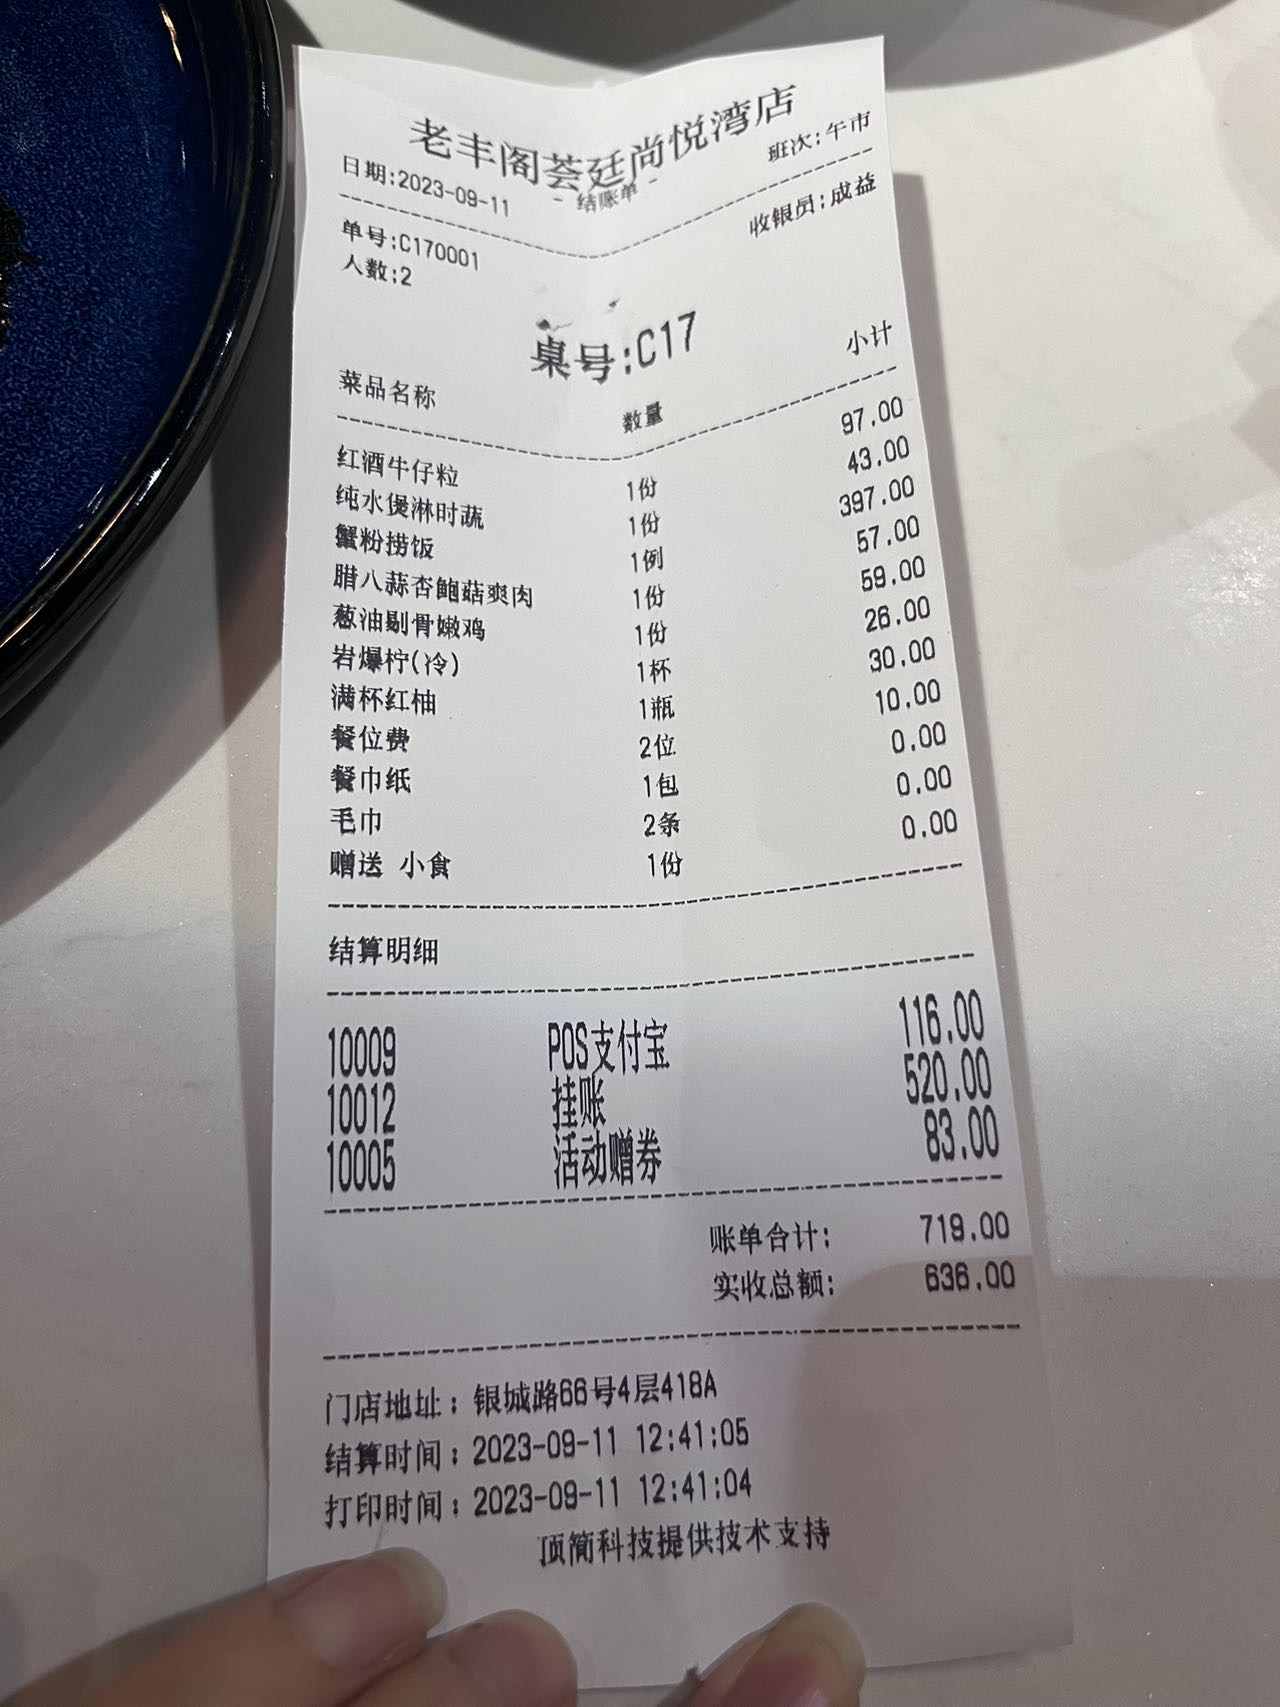 老丰阁荟廷尚悦湾店
- 结账单 -
日期:2023-09-11 班次:午市
单号:C170001 收银员:成益
人数:2
桌号:C17
菜品名称 数量 小计
红酒牛仔粒 1份 97.00
纯水煲淋时蔬 1份 43.00
蟹粉捞饭 1例 397.00
腊八蒜杏鲍菇爽肉 1份 57.00
葱油剔骨嫩鸡 1份 59.00
岩爆柠(冷) 1杯 26.00
满杯红柚 1瓶 30.00
餐位费 2位 10.00
餐巾纸 1包 0.00
毛巾 2条 0.00
赠送 小食 1份 0.00
结算明细
10009 POS支付宝 116.00
10012 挂账 520.00
10005 活动赠券 83.00
账单合计: 719.00
实收总额: 636.00
门店地址：银城路66号4层418A
结算时间：2023-09-11 12:41:05
打印时间：2023-09-11 12:41:04
顶简科技提供技术支持